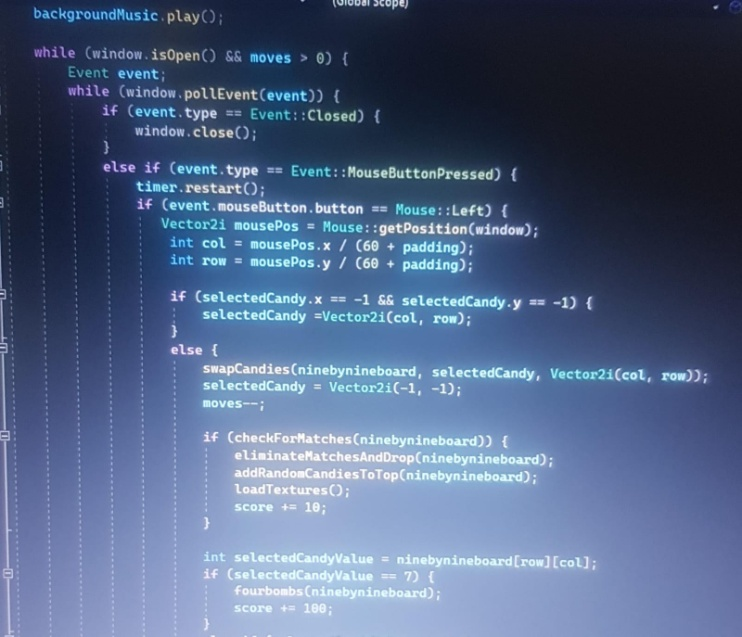 (Global Scope)
backgroundMusic.play();
while (window.isOpen() && moves > 0) {
Event event;
while (window.pollEvent(event)) {
if (event.type == Event::Closed) {
window.close();
}
else if (event.type == Event::MouseButtonPressed) {
timer.restart();
if (event.mouseButton.button == Mouse::Left) {
Vector2i mousePos = Mouse::getPosition(window);
int col = mousePos.x / (60 + padding);
int row = mousePos.y / (60 + padding);
if (selectedCandy.x == -1 && selectedCandy.y == -1) {
selectedCandy =Vector2i(col, row);
}
else {
swapCandies(ninebynineboard, selectedCandy, Vector2i(col, row));
selectedCandy = Vector2i(-1, -1);
moves--;
if (checkForMatches(ninebynineboard)) {
eliminateMatchesAndDrop(ninebynineboard);
addRandomCandiesToTop(ninebynineboard);
loadTextures();
score += 10;
}
int selectedCandyValue = ninebynineboard[row][col];
if (selectedCandyValue == 7) {
fourbombs(ninebynineboard);
score += 100;
}